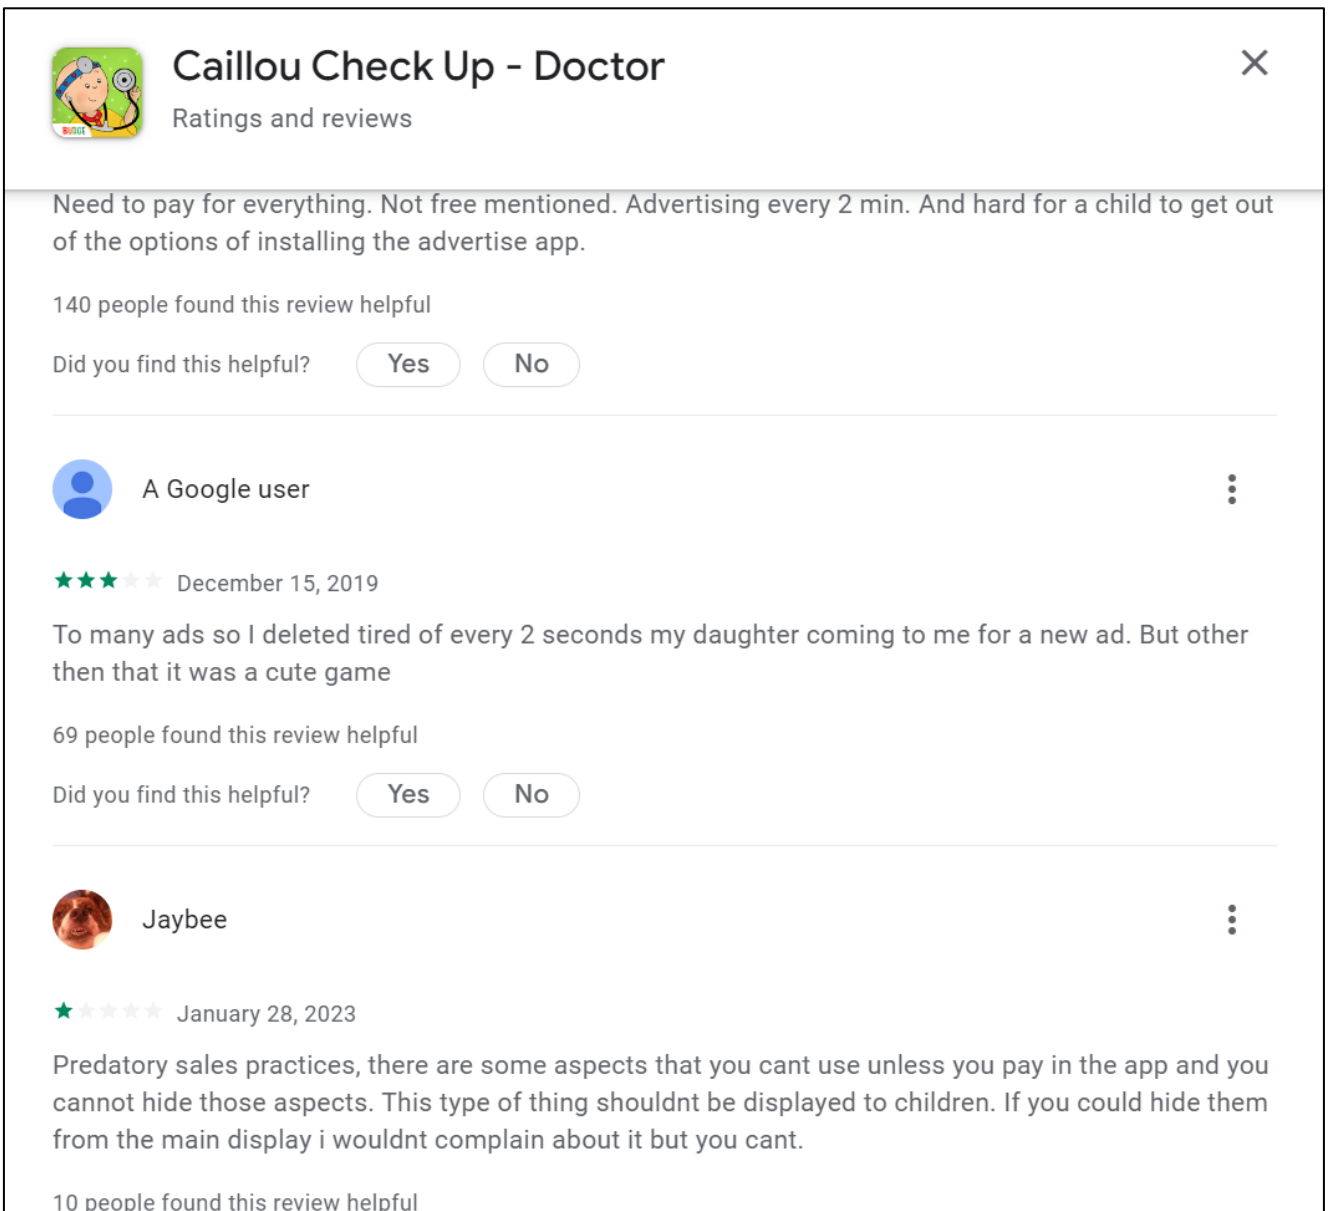 Caillou Check Up - Doctor
Ratings and reviews
BUDGE
Need to pay for everything. Not free mentioned. Advertising every 2 min. And hard for a child to get out
of the options of installing the advertise app.
140 people found this review helpful
Did you find this helpful? Yes No
A Google user
December 15, 2019
To many ads so I deleted tired of every 2 seconds my daughter coming to me for a new ad. But other
then that it was a cute game
69 people found this review helpful
Did you find this helpful? Yes No
Jaybee
January 28, 2023
Predatory sales practices, there are some aspects that you cant use unless you pay in the app and you
cannot hide those aspects. This type of thing shouldnt be displayed to children. If you could hide them
from the main display i wouldnt complain about it but you cant.
10 people found this review helpful